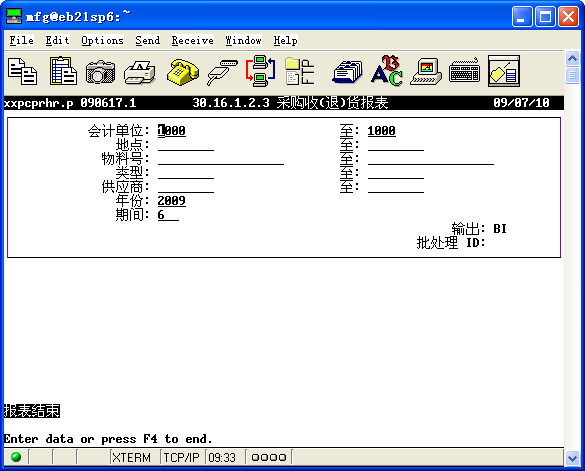 mfg@eb21sp6:~
File Edit Options Send Receive Window Help
xxpcprhr.p 090617.1 30.16.1.2.3 采购收(退)货报表 09/07/10
会计单位: 1000 至: 1000
地点: 至:
物料号: 至:
类型: 至:
供应商: 至:
年份: 2009
期间: 6
输出: BI
批处理 ID:
报表结束
Enter data or press F4 to end.
XTERM TCP/IP 09:33